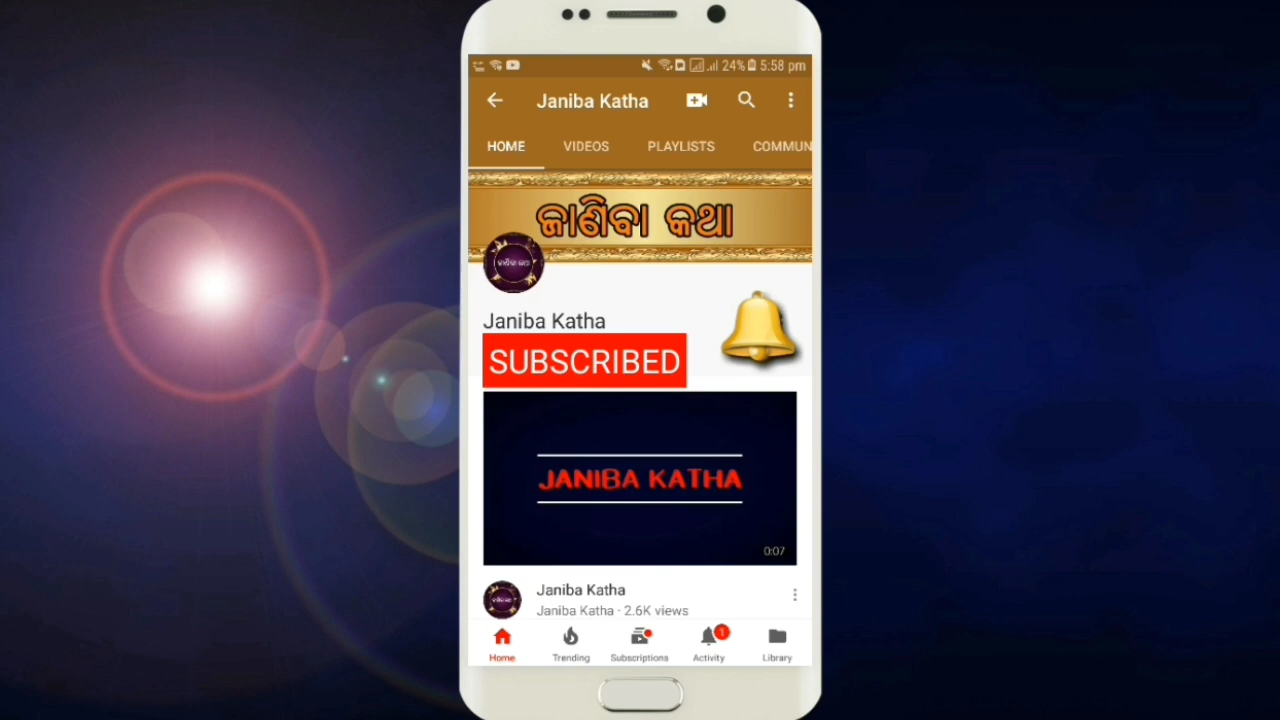 24% 5:58 pm
Janiba Katha
HOME VIDEOS PLAYLISTS COMMUN
ଜାଣିବା କଥା
ଜାଣିବା କଥା
Janiba Katha
SUBSCRIBED
JANIBA KATHA
0:07
Janiba Katha
Janiba Katha · 2.6K views
1
Home Trending Subscriptions Activity Library